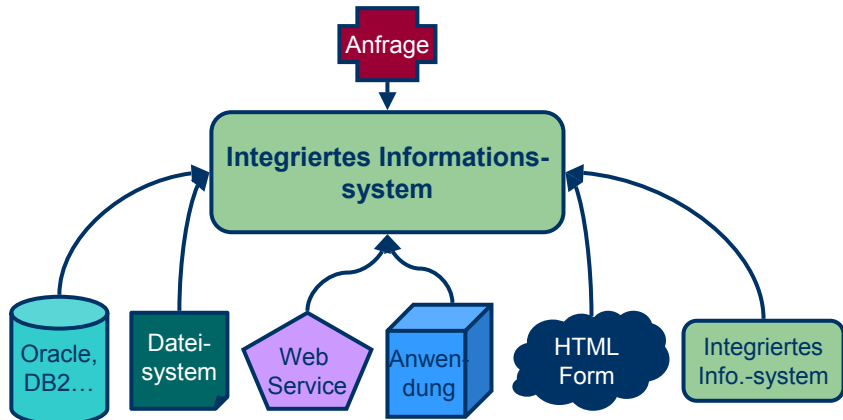 Anfrage
Integriertes Informations-
system
Oracle,
DB2…
Datei-
system
Web
Service
Anwen-
dung
HTML
Form
Integriertes
Info.-system